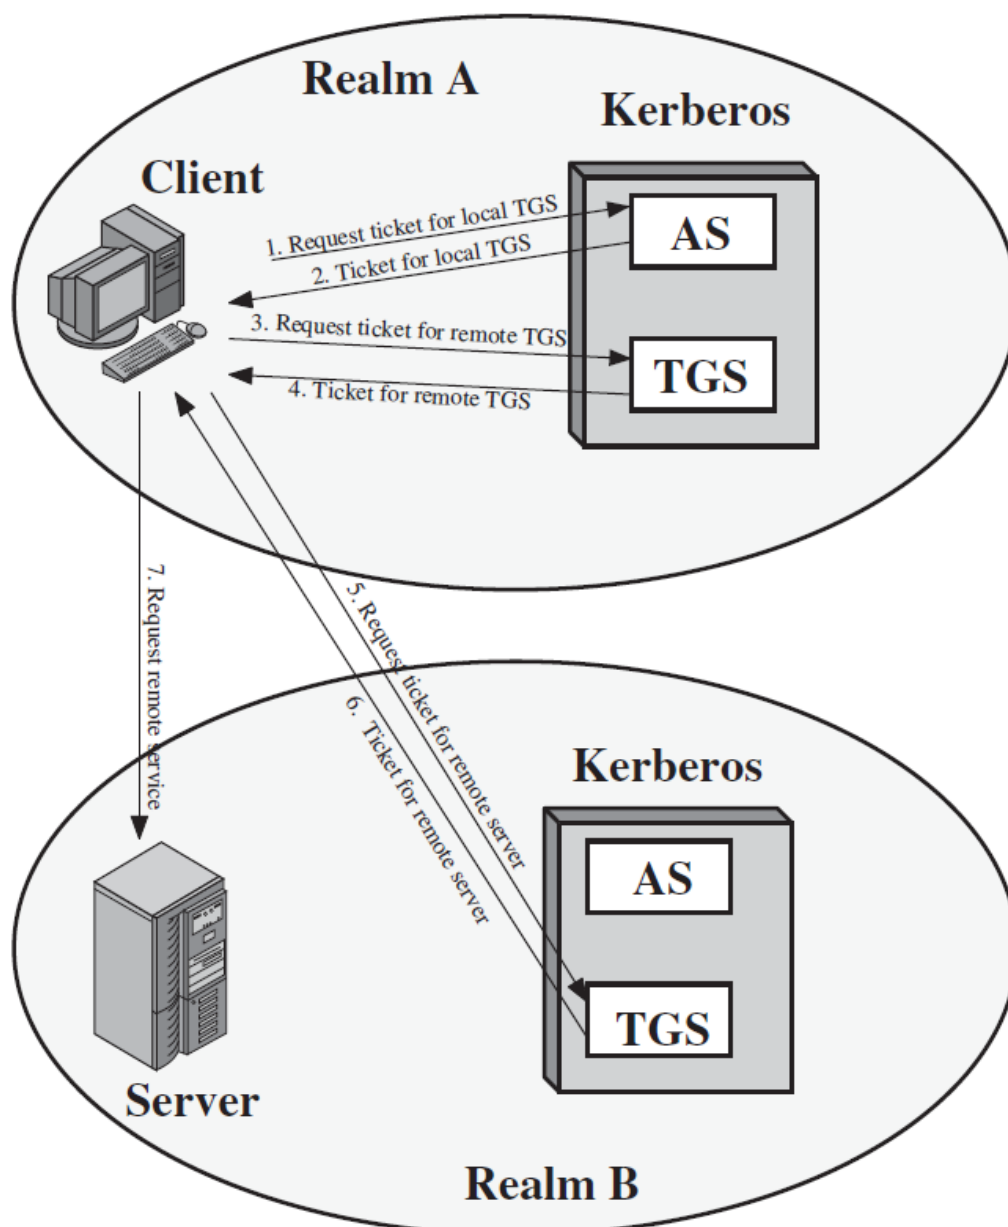 Realm A
Kerberos
Client
1. Request ticket for local TGS
AS
2. Ticket for local TGS
3. Request ticket for remote TGS
TGS
4. Ticket for remote TGS
5. Request ticket for remote server
6. Ticket for remote server
7. Request remote service
Kerberos
AS
TGS
Server
Realm B